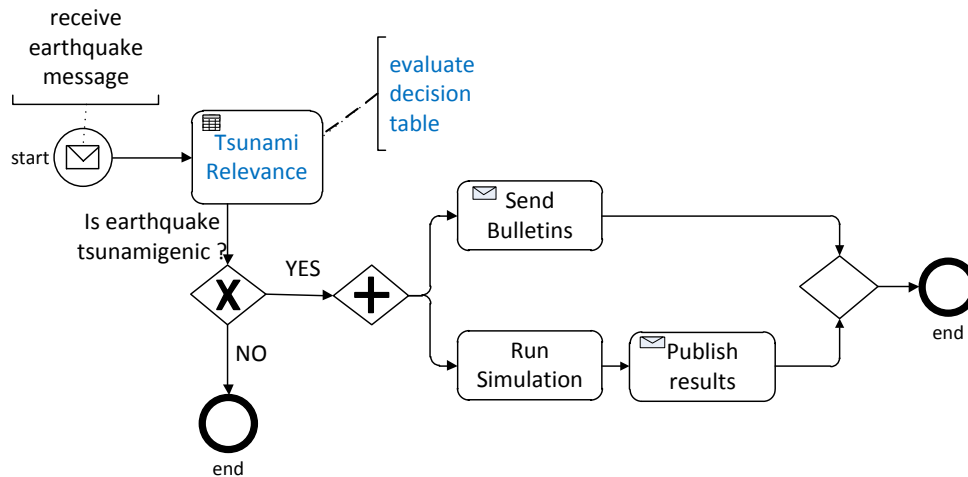 receive
earthquake
message
evaluate
decision
table
start
Tsunami
Relevance
Is earthquake
tsunamigenic ?
X
YES
NO
end
Send
Bulletins
Run
Simulation
Publish
results
end